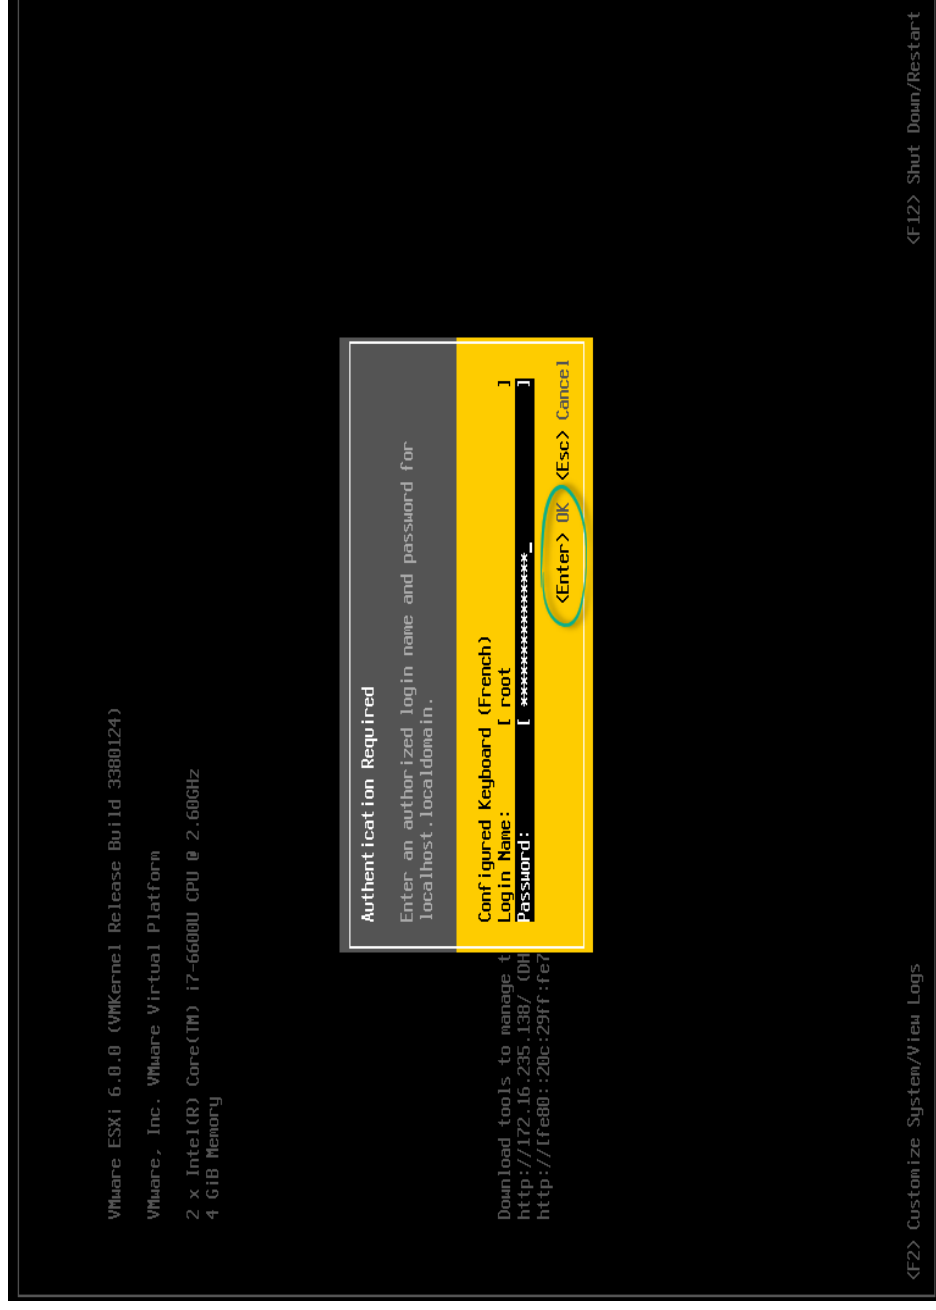 VMware ESXi 6.0.0 (VMKernel Release Build 3380124)
VMware, Inc. VMware Virtual Platform
2 x Intel(R) Core(TM) i7-6600U CPU @ 2.60GHz
4 GiB Memory
Authentication Required
Enter an authorized login name and password for
localhost.localdomain.
Configured Keyboard (French)
Login Name: [ root ]
Password: [ ****************_ ]
<Enter> OK <Esc> Cancel
Download tools to manage t
http://172.16.235.138/ (DH
http://[fe80::20c:29ff:fe7
<F2> Customize System/View Logs
<F12> Shut Down/Restart